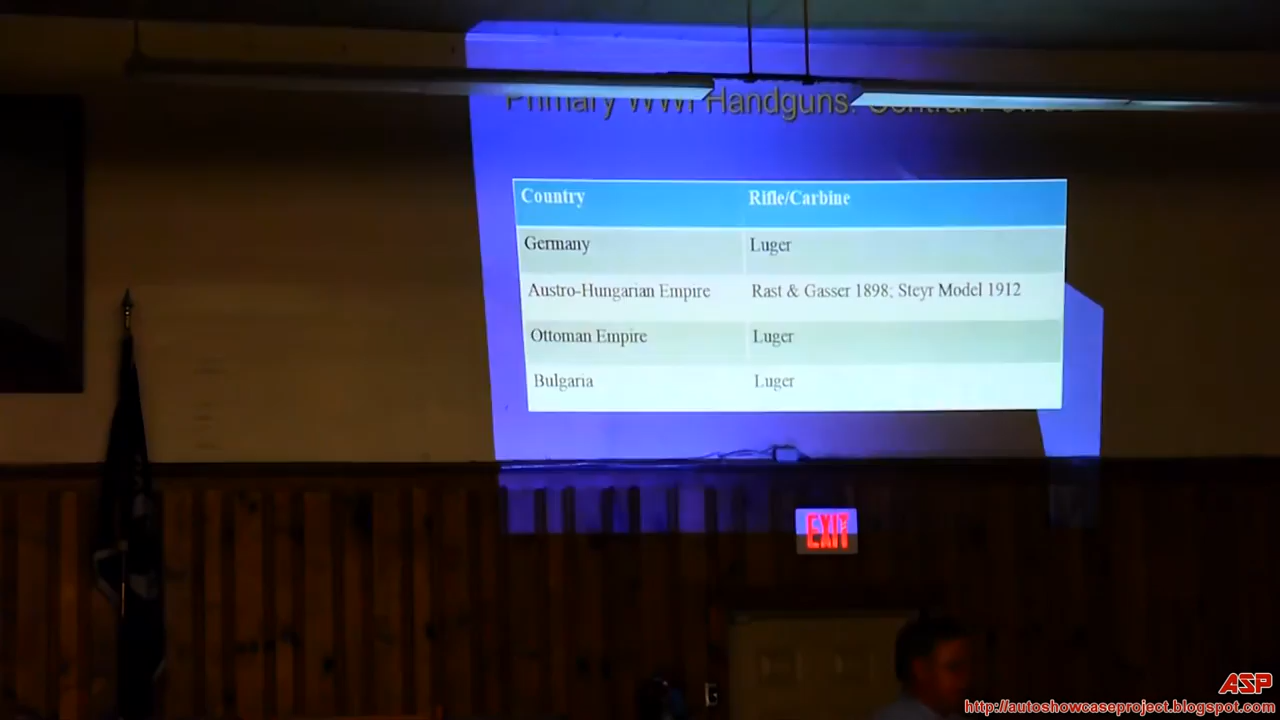 Primary WWI Handguns: Central Powers
Country Rifle/Carbine
Germany Luger
Austro-Hungarian Empire Rast & Gasser 1898; Steyr Model 1912
Ottoman Empire Luger
Bulgaria Luger
EXIT
ASP
http://autoshowcaseproject.blogspot.com